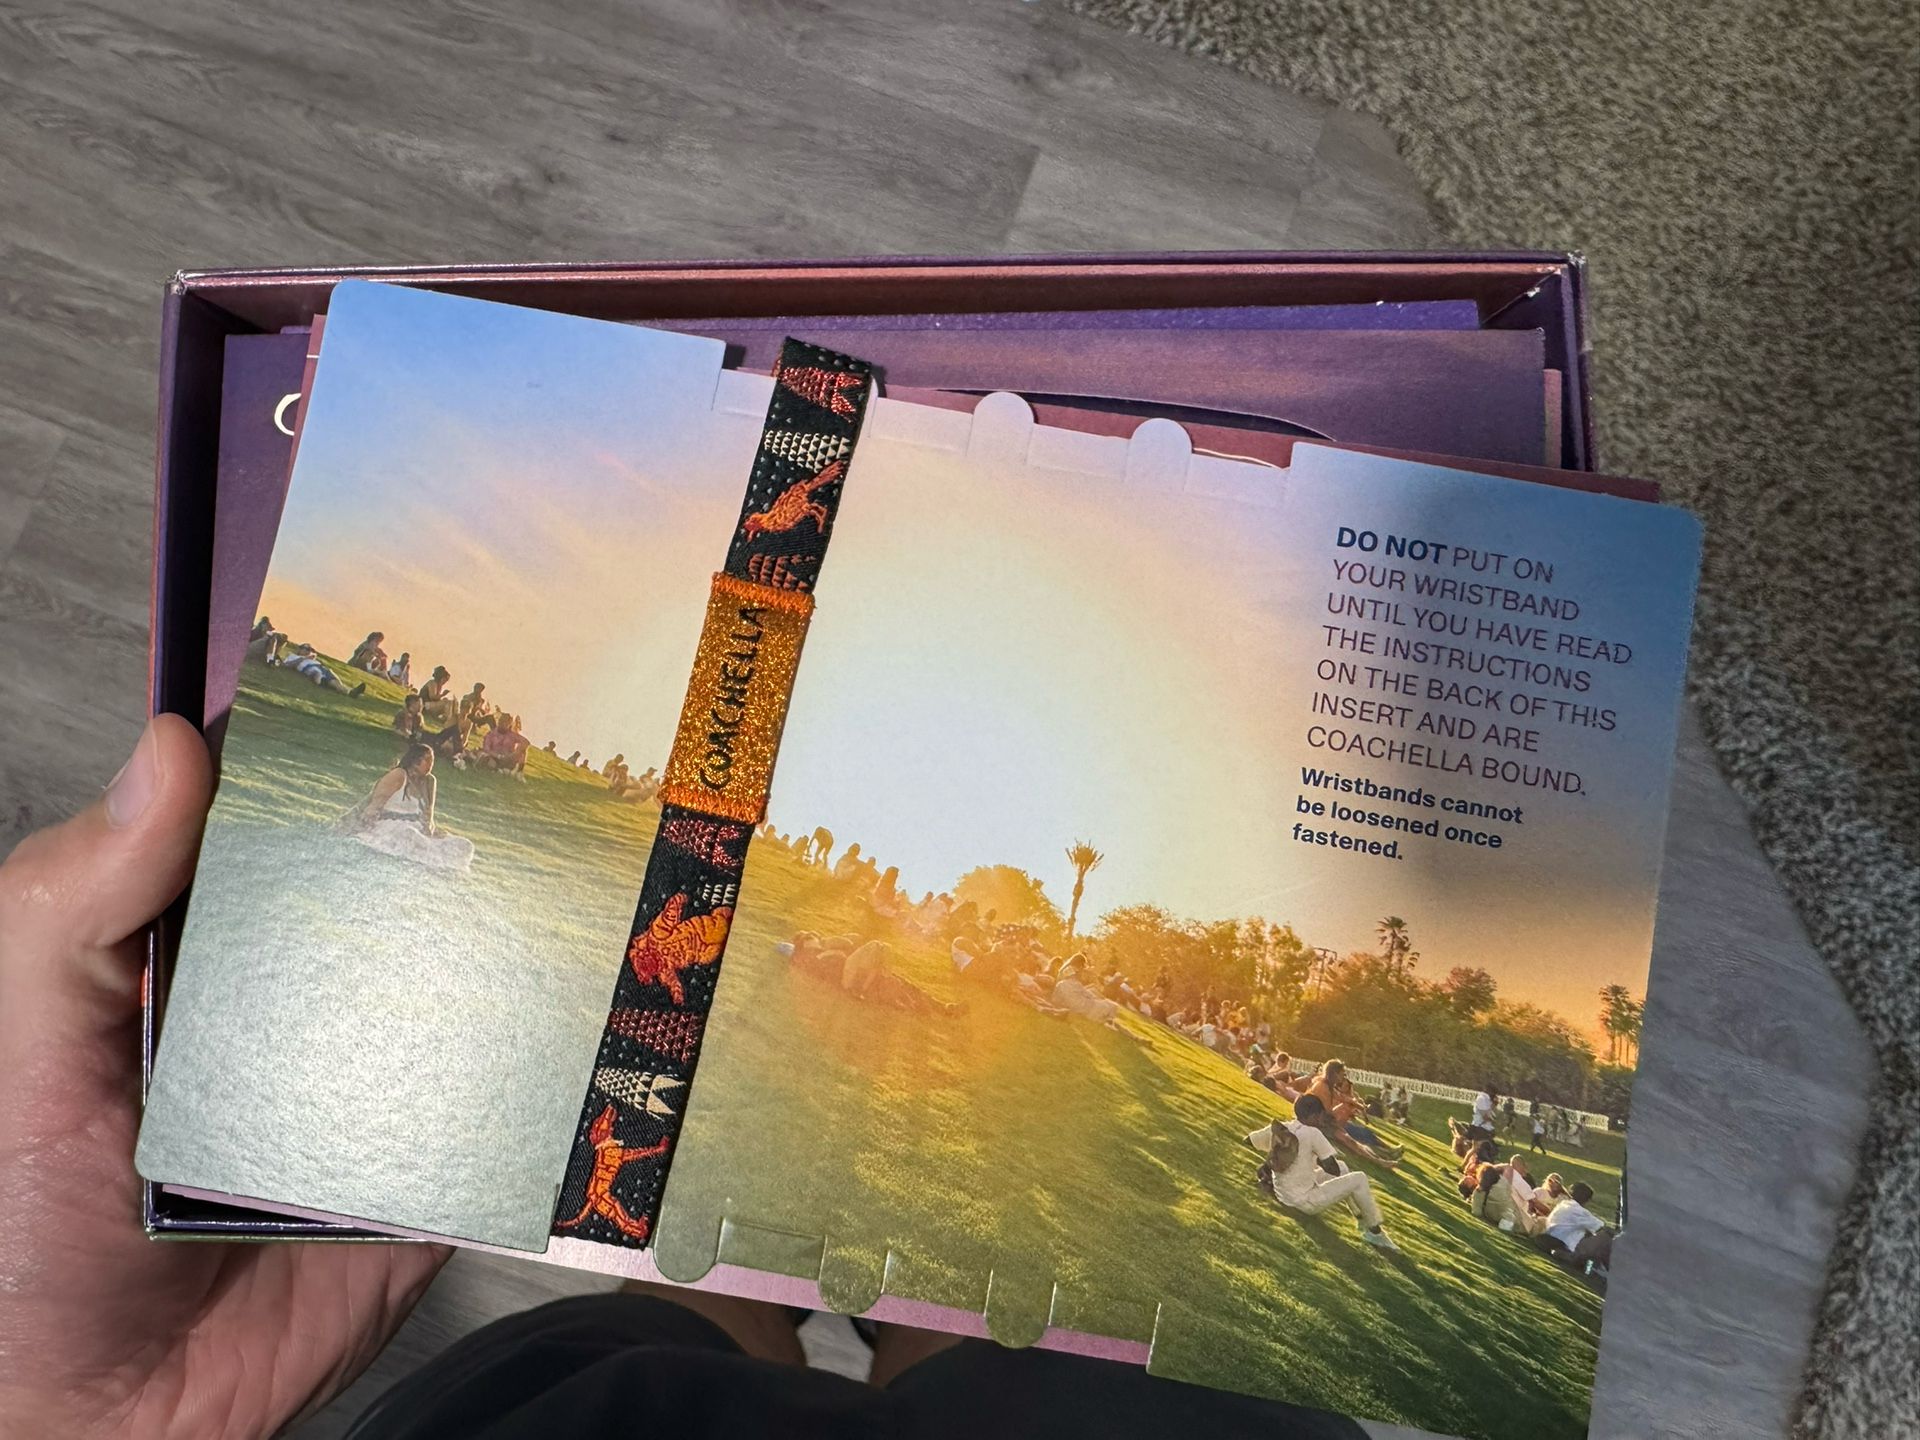 COACHELLA
DO NOT PUT ON
YOUR WRISTBAND
UNTIL YOU HAVE READ
THE INSTRUCTIONS
ON THE BACK OF THIS
INSERT AND ARE
COACHELLA BOUND.
Wristbands cannot
be loosened once
fastened.